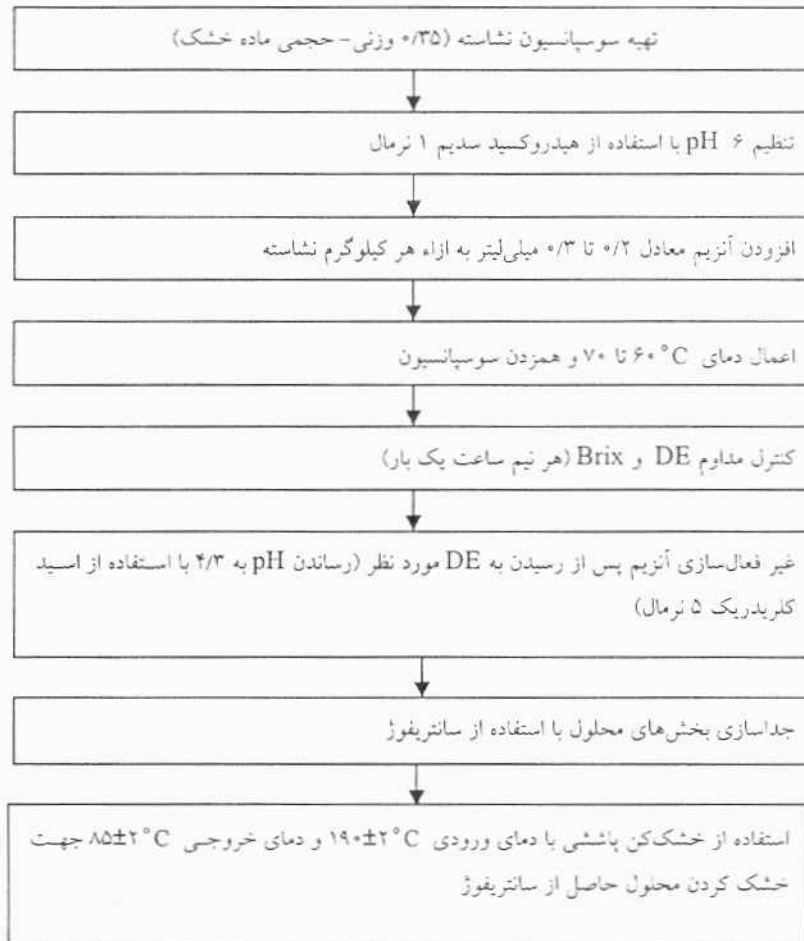 تهیه سوسپانسیون نشاسته (۰/۳۵ وزنی- حجمی ماده خشک)
تنظیم pH ۶ با استفاده از هیدروکسید سدیم ۱ نرمال
افزودن آنزیم معادل ۰/۲ تا ۰/۳ میلی‌لیتر به ازاء هر کیلوگرم نشاسته
اعمال دمای ۶۰°C تا ۷۰ و همزدن سوسپانسیون
کنترل مداوم DE و Brix (هر نیم ساعت یک بار)
غیر فعال‌سازی آنزیم پس از رسیدن به DE مورد نظر (رساندن pH به ۴/۳ با استفاده از اسید
کلریدریک ۵ نرمال)
جداسازی بخش‌های محلول با استفاده از سانتریفوژ
استفاده از خشک‌کن پاششی با دمای ورودی ۱۹۰±۲°C و دمای خروجی ۸۵±۲°C جهت
خشک کردن محلول حاصل از سانتریفوژ